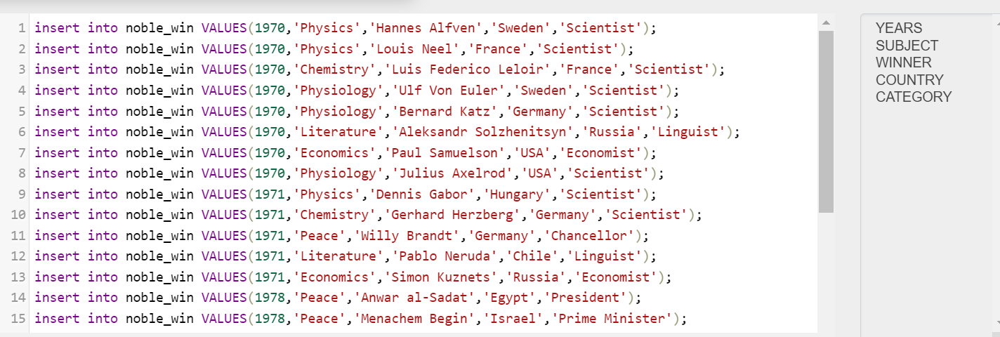 1 insert into noble_win VALUES(1970,'Physics','Hannes Alfven','Sweden','Scientist');
2 insert into noble_win VALUES(1970,'Physics','Louis Neel','France','Scientist');
3 insert into noble_win VALUES(1970,'Chemistry','Luis Federico Leloir','France','Scientist');
4 insert into noble_win VALUES(1970,'Physiology','Ulf Von Euler','Sweden','Scientist');
5 insert into noble_win VALUES(1970,'Physiology','Bernard Katz','Germany','Scientist');
6 insert into noble_win VALUES(1970,'Literature','Aleksandr Solzhenitsyn','Russia','Linguist');
7 insert into noble_win VALUES(1970,'Economics','Paul Samuelson','USA','Economist');
8 insert into noble_win VALUES(1970,'Physiology','Julius Axelrod','USA','Scientist');
9 insert into noble_win VALUES(1971,'Physics','Dennis Gabor','Hungary','Scientist');
10 insert into noble_win VALUES(1971,'Chemistry','Gerhard Herzberg','Germany','Scientist');
11 insert into noble_win VALUES(1971,'Peace','Willy Brandt','Germany','Chancellor');
12 insert into noble_win VALUES(1971,'Literature','Pablo Neruda','Chile','Linguist');
13 insert into noble_win VALUES(1971,'Economics','Simon Kuznets','Russia','Economist');
14 insert into noble_win VALUES(1978,'Peace','Anwar al-Sadat','Egypt','President');
15 insert into noble_win VALUES(1978,'Peace','Menachem Begin','Israel','Prime Minister');
YEARS
SUBJECT
WINNER
COUNTRY
CATEGORY